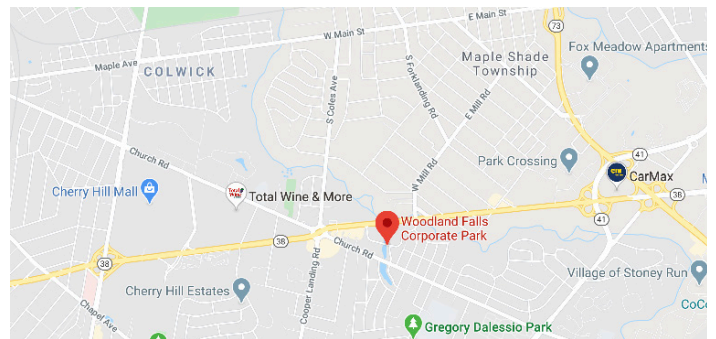 E Main St
73
W Main St
Fox Meadow Apartments
Maple Ave
COLWICK
Maple Shade
Township
S Forklanding Rd
S Coles Ave
E Mill Rd
Church Rd
Park Crossing
41
CarMax
W Mill Rd
Cherry Hill Mall
Total Wine & More
38
Woodland Falls
Corporate Park
41
38
Church Rd
38
Cooper Landing Rd
Village of Stoney Run
Cherry Hill Estates
Chapel Ave
Gregory Dalessio Park